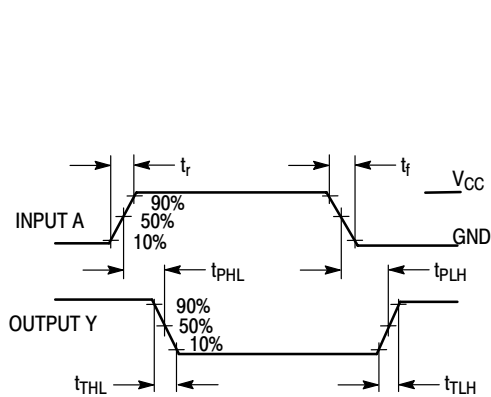 tr tf
VCC
90%
INPUT A 50%
10% GND
tPHL tPLH
90%
OUTPUT Y 50%
10%
tTHL tTLH